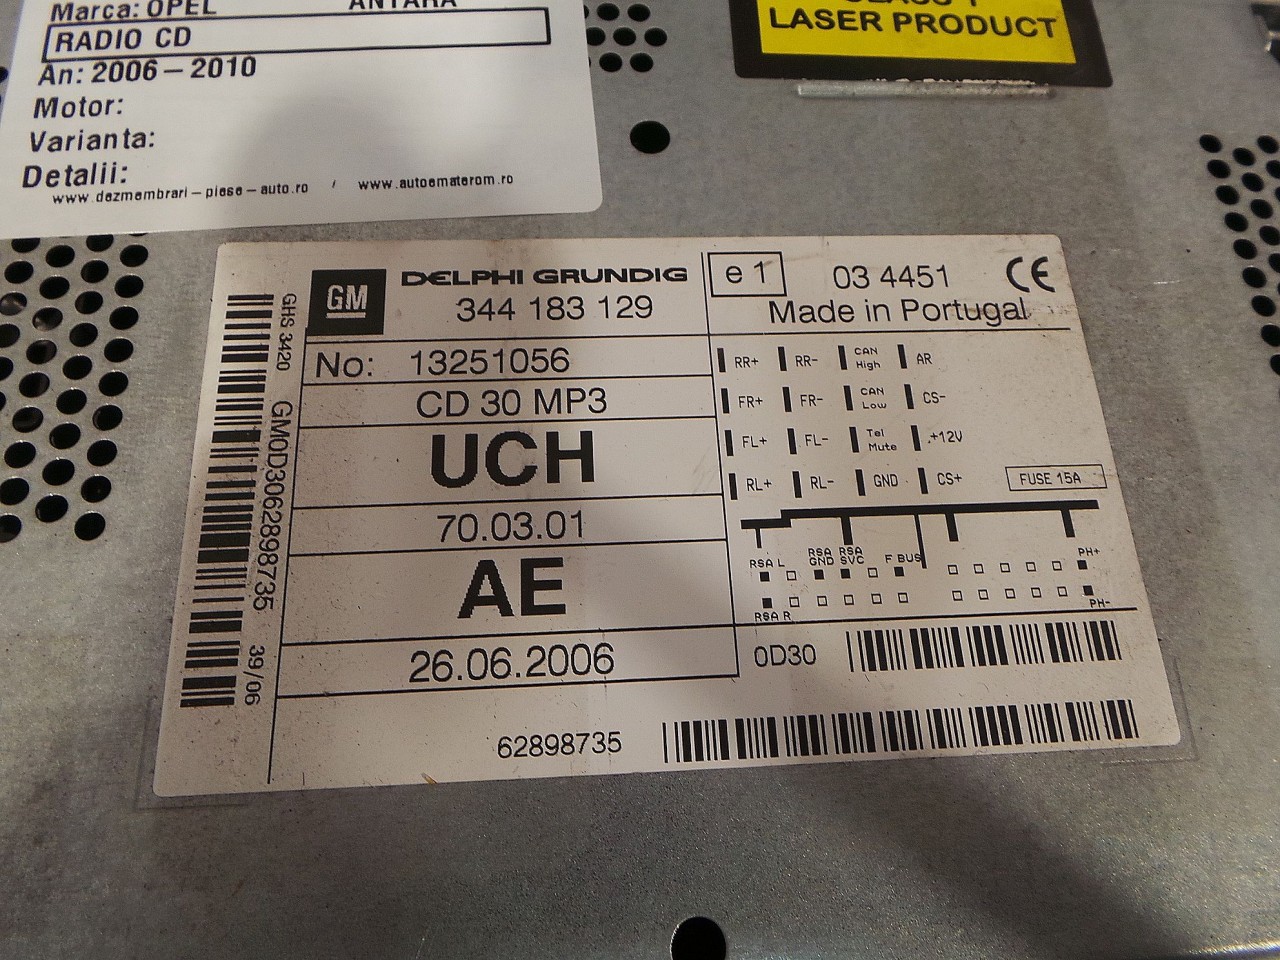 Marca: OPEL ANTARA
RADIO CD
An: 2006 – 2010
Motor:
Varianta:
Detalii:
www.dezmembrari – piese – auto.ro / www.autoematerom.ro
LASER PRODUCT
GHS 3420 GM0D3062898735 39/06
GM
DELPHI GRUNDIG
344 183 129
e1
03 4451
CE
Made in Portugal
No: 13251056
CD 30 MP3
UCH
70.03.01
AE
26.06.2006
RR+ RR- CAN High AR
FR+ FR- CAN Low CS-
FL+ FL- Tel Mute .+12V
RL+ RL- GND CS+
FUSE 15A
RSA L RSA GND RSA SVC F BUS PH+
RSA R PH-
0D30
62898735